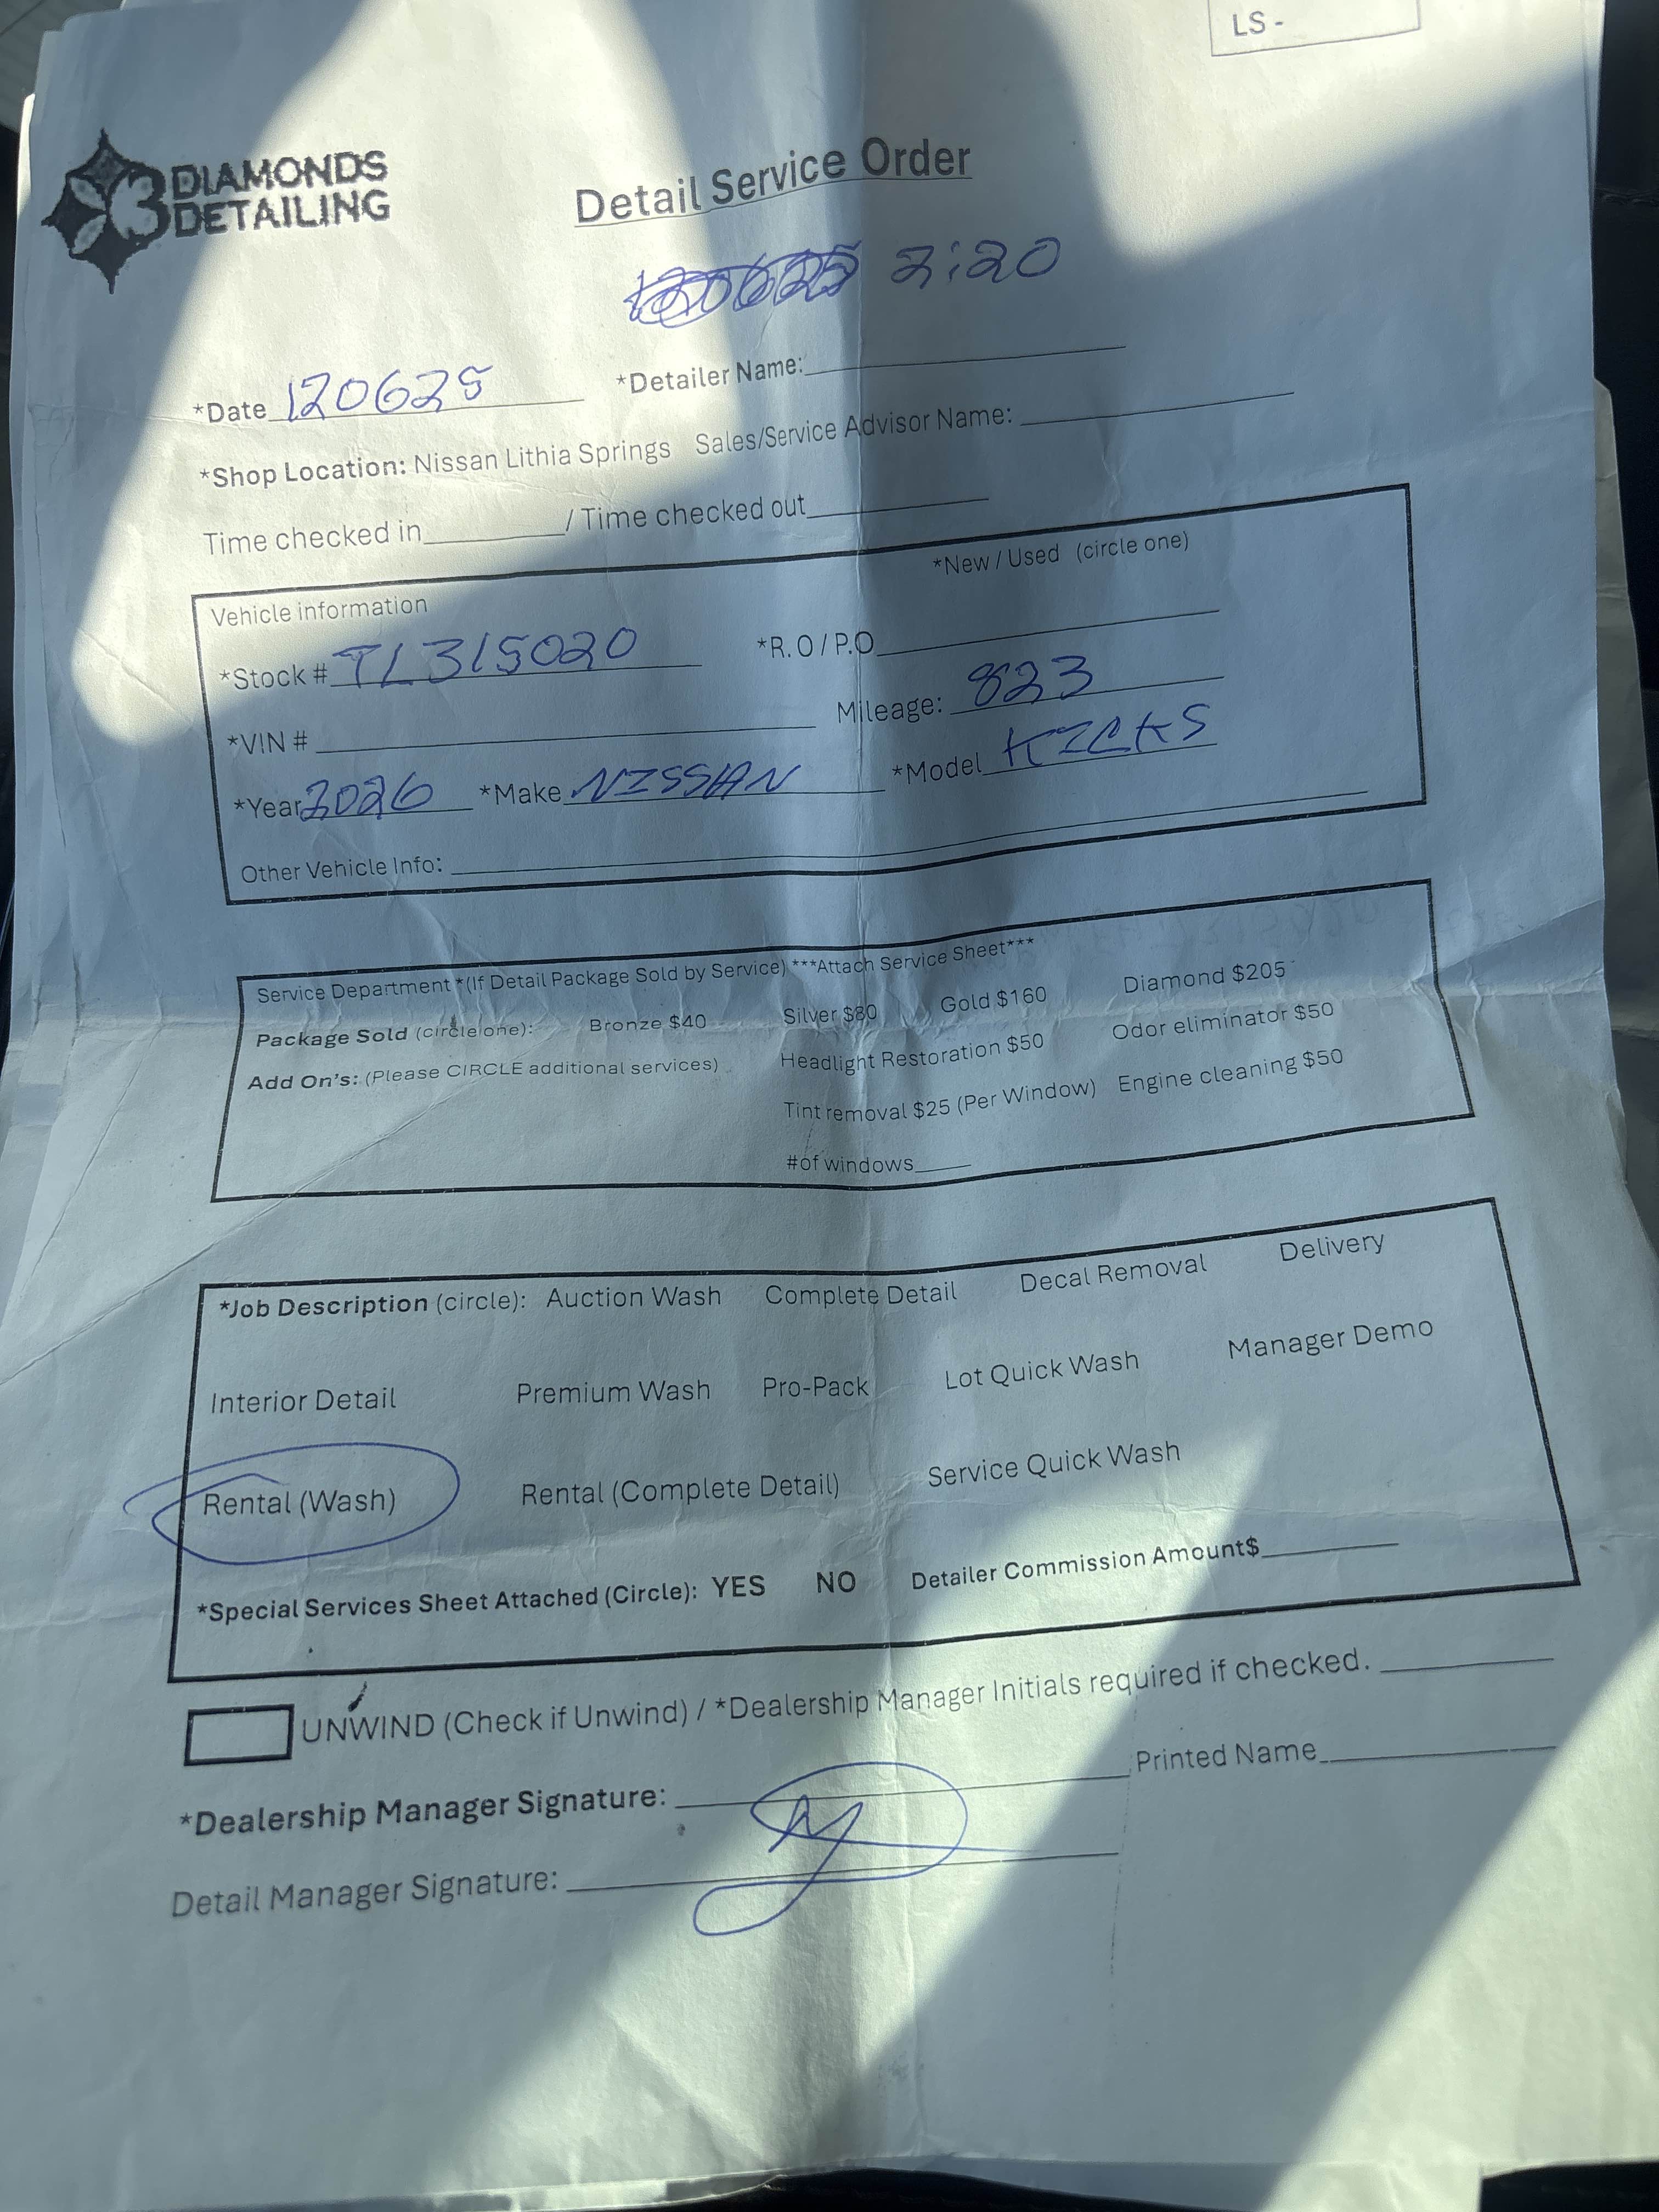 LS -
3 DIAMONDS
DETAILING
Detail Service Order
120625 2:20
*Date 120625 *Detailer Name:
*Shop Location: Nissan Lithia Springs Sales/Service Advisor Name:
Time checked in / Time checked out
*New / Used (circle one)
Vehicle information
*Stock # TL315020 *R.O / P.O
*VIN # Mileage: 823
*Year 2026 *Make NISSAN *Model KICKS
Other Vehicle Info:
Service Department *(If Detail Package Sold by Service) ***Attach Service Sheet***
Package Sold (circle one): Bronze $40 Silver $80 Gold $160 Diamond $205
Add On's: (Please CIRCLE additional services) Headlight Restoration $50 Odor eliminator $50
Tint removal $25 (Per Window) Engine cleaning $50
#of windows
*Job Description (circle): Auction Wash Complete Detail Decal Removal Delivery
Interior Detail Premium Wash Pro-Pack Lot Quick Wash Manager Demo
Rental (Wash) Rental (Complete Detail) Service Quick Wash
*Special Services Sheet Attached (Circle): YES NO Detailer Commission Amount$
UNWIND (Check if Unwind) / *Dealership Manager Initials required if checked.
*Dealership Manager Signature: Printed Name
Detail Manager Signature: